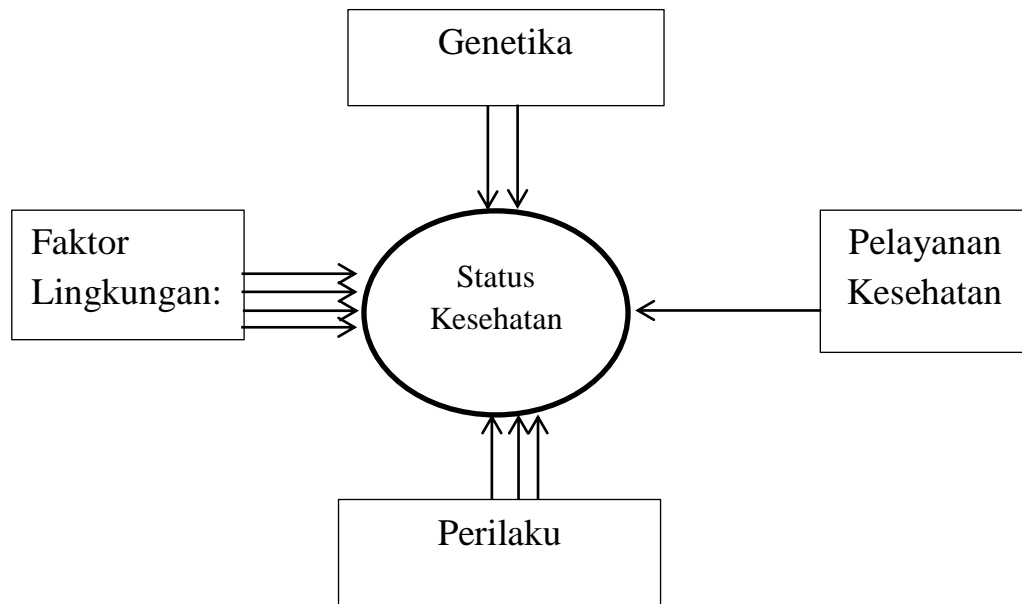 Genetika
Faktor
Lingkungan:
Status
Kesehatan
Pelayanan
Kesehatan
Perilaku